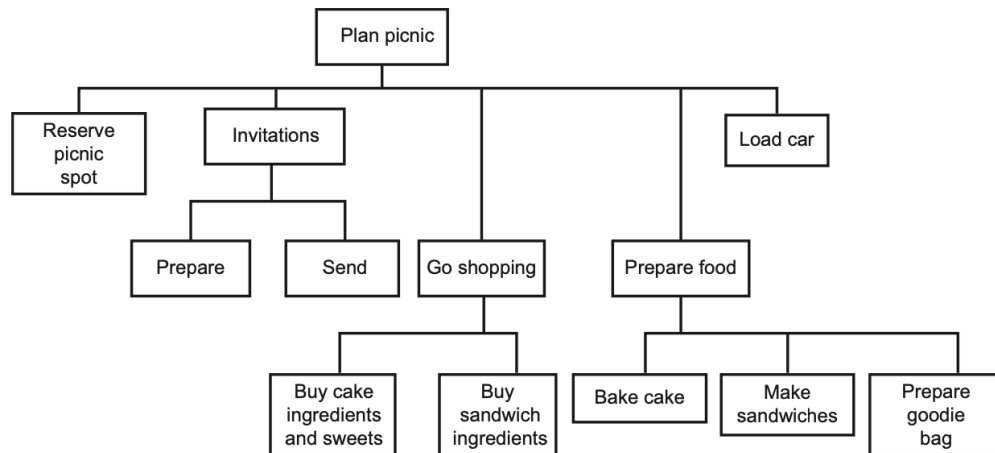 Plan picnic
Reserve
picnic
spot
Invitations
Load car
Prepare
Send
Go shopping
Prepare food
Buy cake
ingredients
and sweets
Buy
sandwich
ingredients
Bake cake
Make
sandwiches
Prepare
goodie
bag